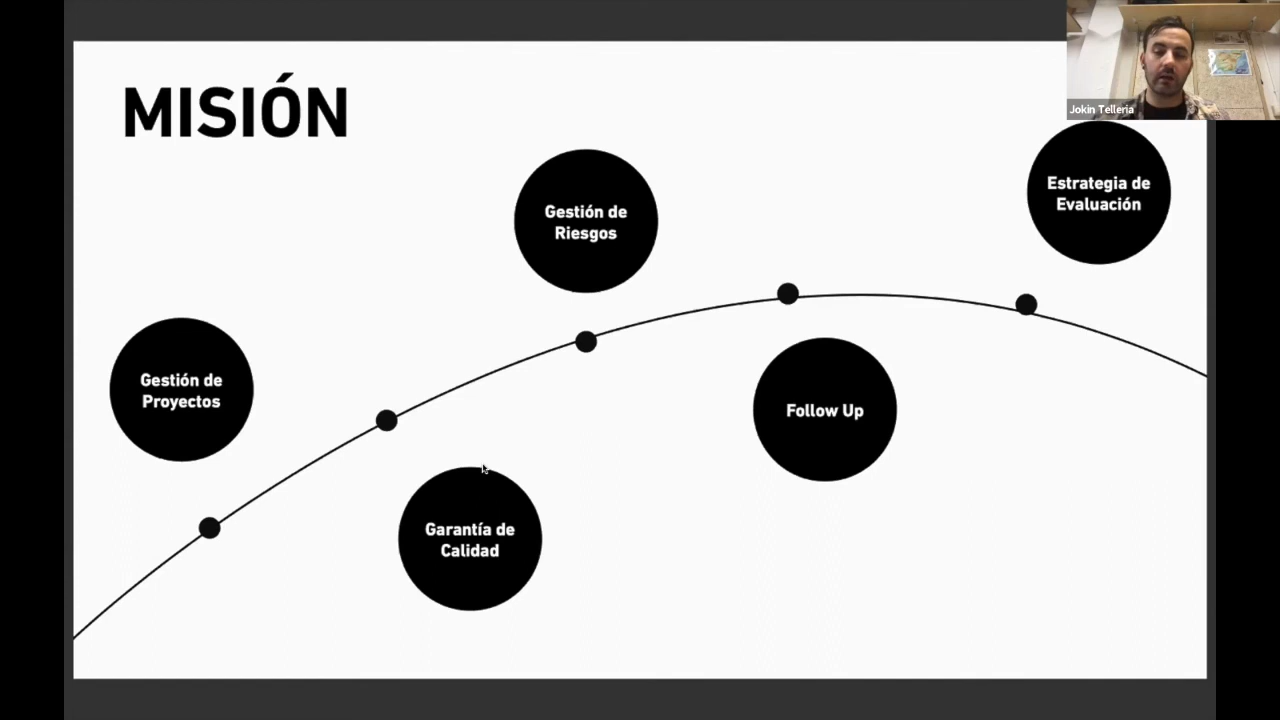 MISIÓN
Jokin Telleria
Gestión de
Riesgos
Estrategia de
Evaluación
Gestión de
Proyectos
Follow Up
Garantía de
Calidad